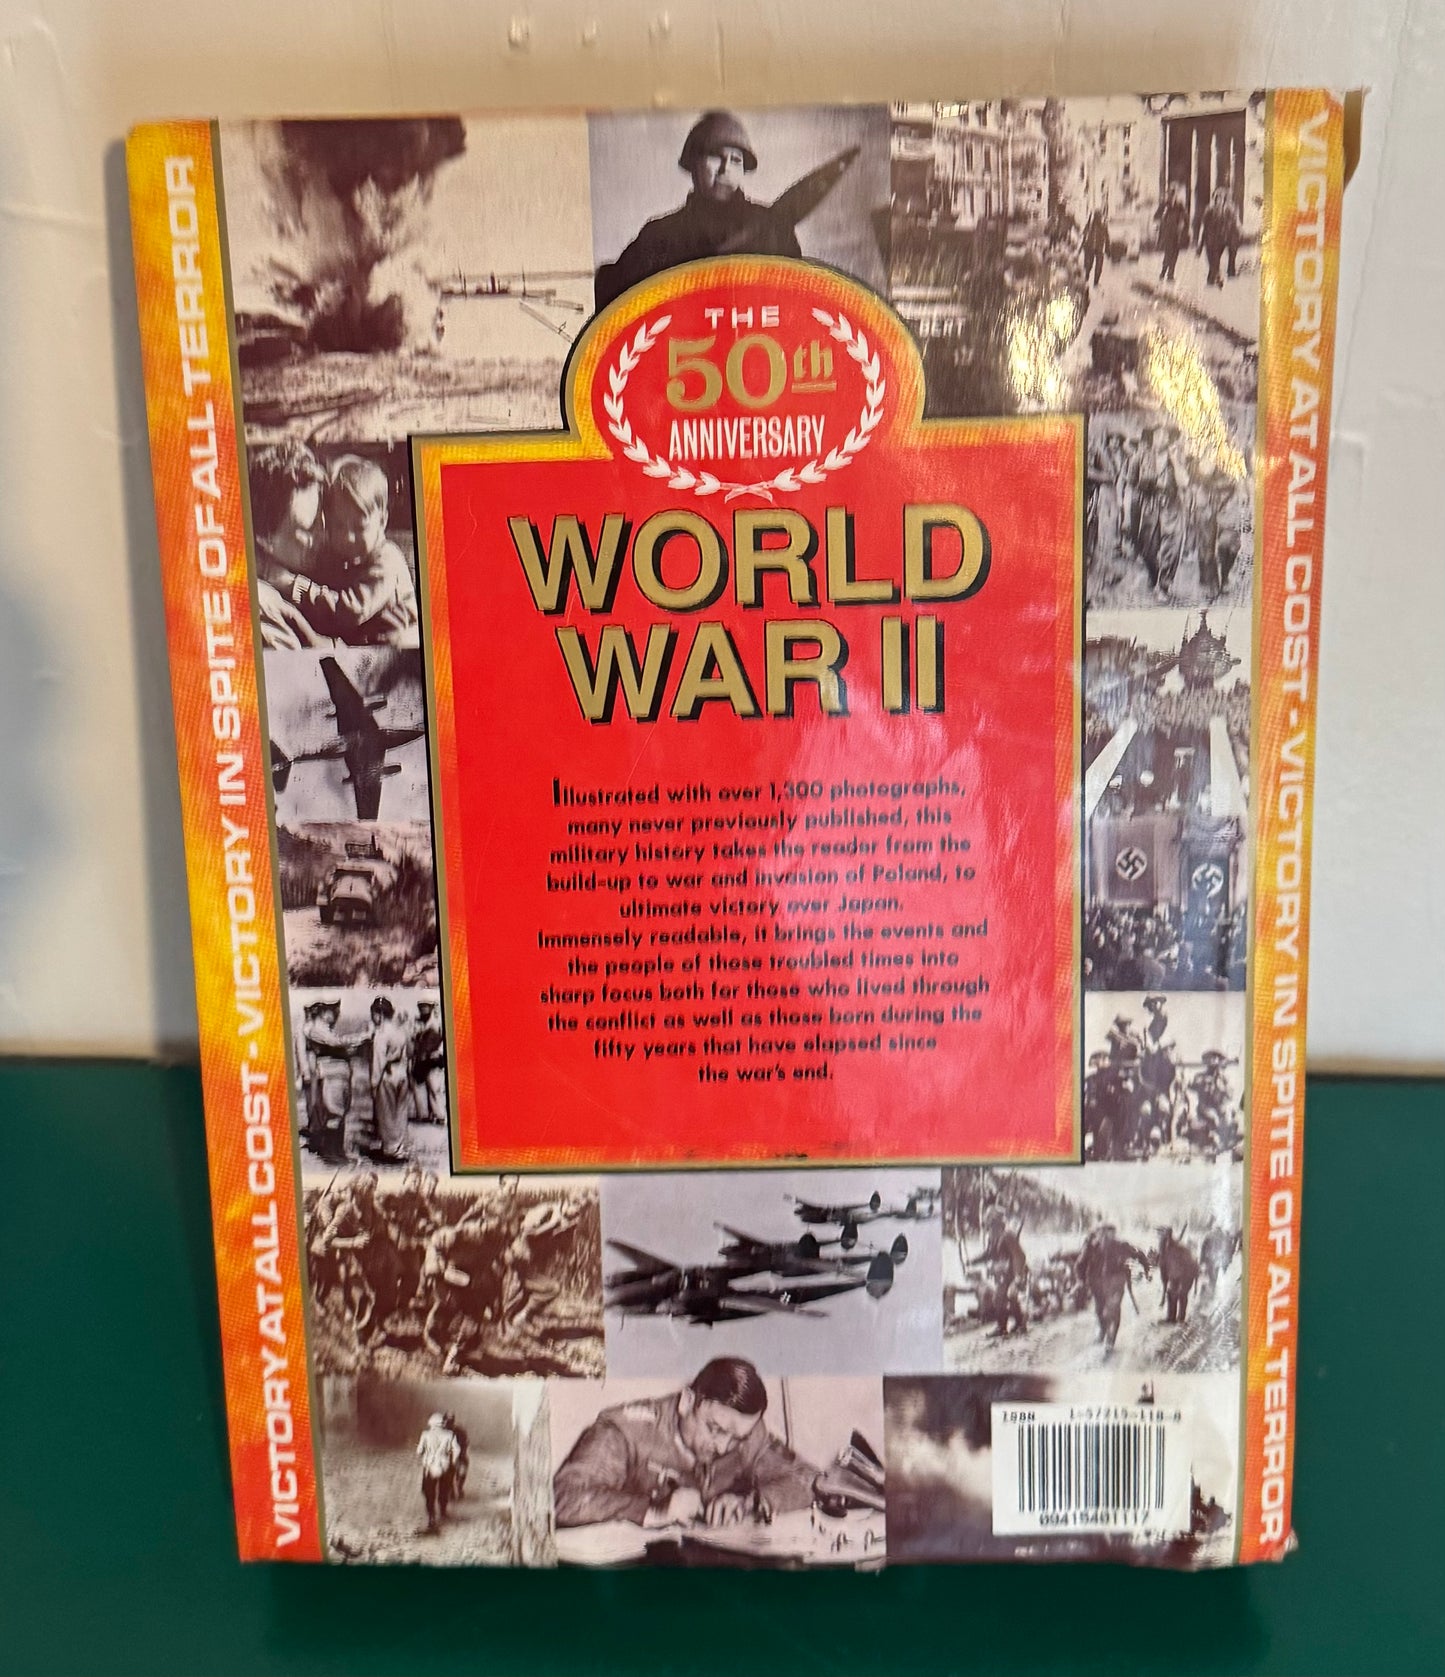 VICTORY AT ALL COST - VICTORY IN SPITE OF ALL TERROR
THE
50th
ANNIVERSARY
WORLD
WAR II
Illustrated with over 1,300 photographs,
many never previously published, this
military history takes the reader from the
build-up to war and invasion of Poland, to
ultimate victory over Japan.
Immensely readable, it brings the events and
the people of those troubled times into
sharp focus both for those who lived through
the conflict as well as those born during the
fifty years that have elapsed since
the war's end.
VICTORY AT ALL COST - VICTORY IN SPITE OF ALL TERROR
ISBN 1-57215-118-8